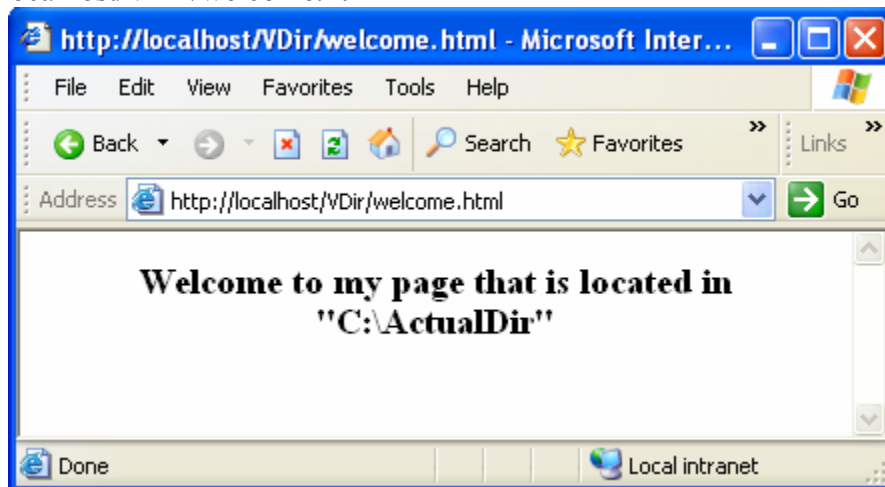 http://localhost/VDir/welcome.html - Microsoft Inter...
File Edit View Favorites Tools Help
Back Search Favorites » Links »
Address http://localhost/VDir/welcome.html Go
Welcome to my page that is located in
"C:\ActualDir"
Done Local intranet